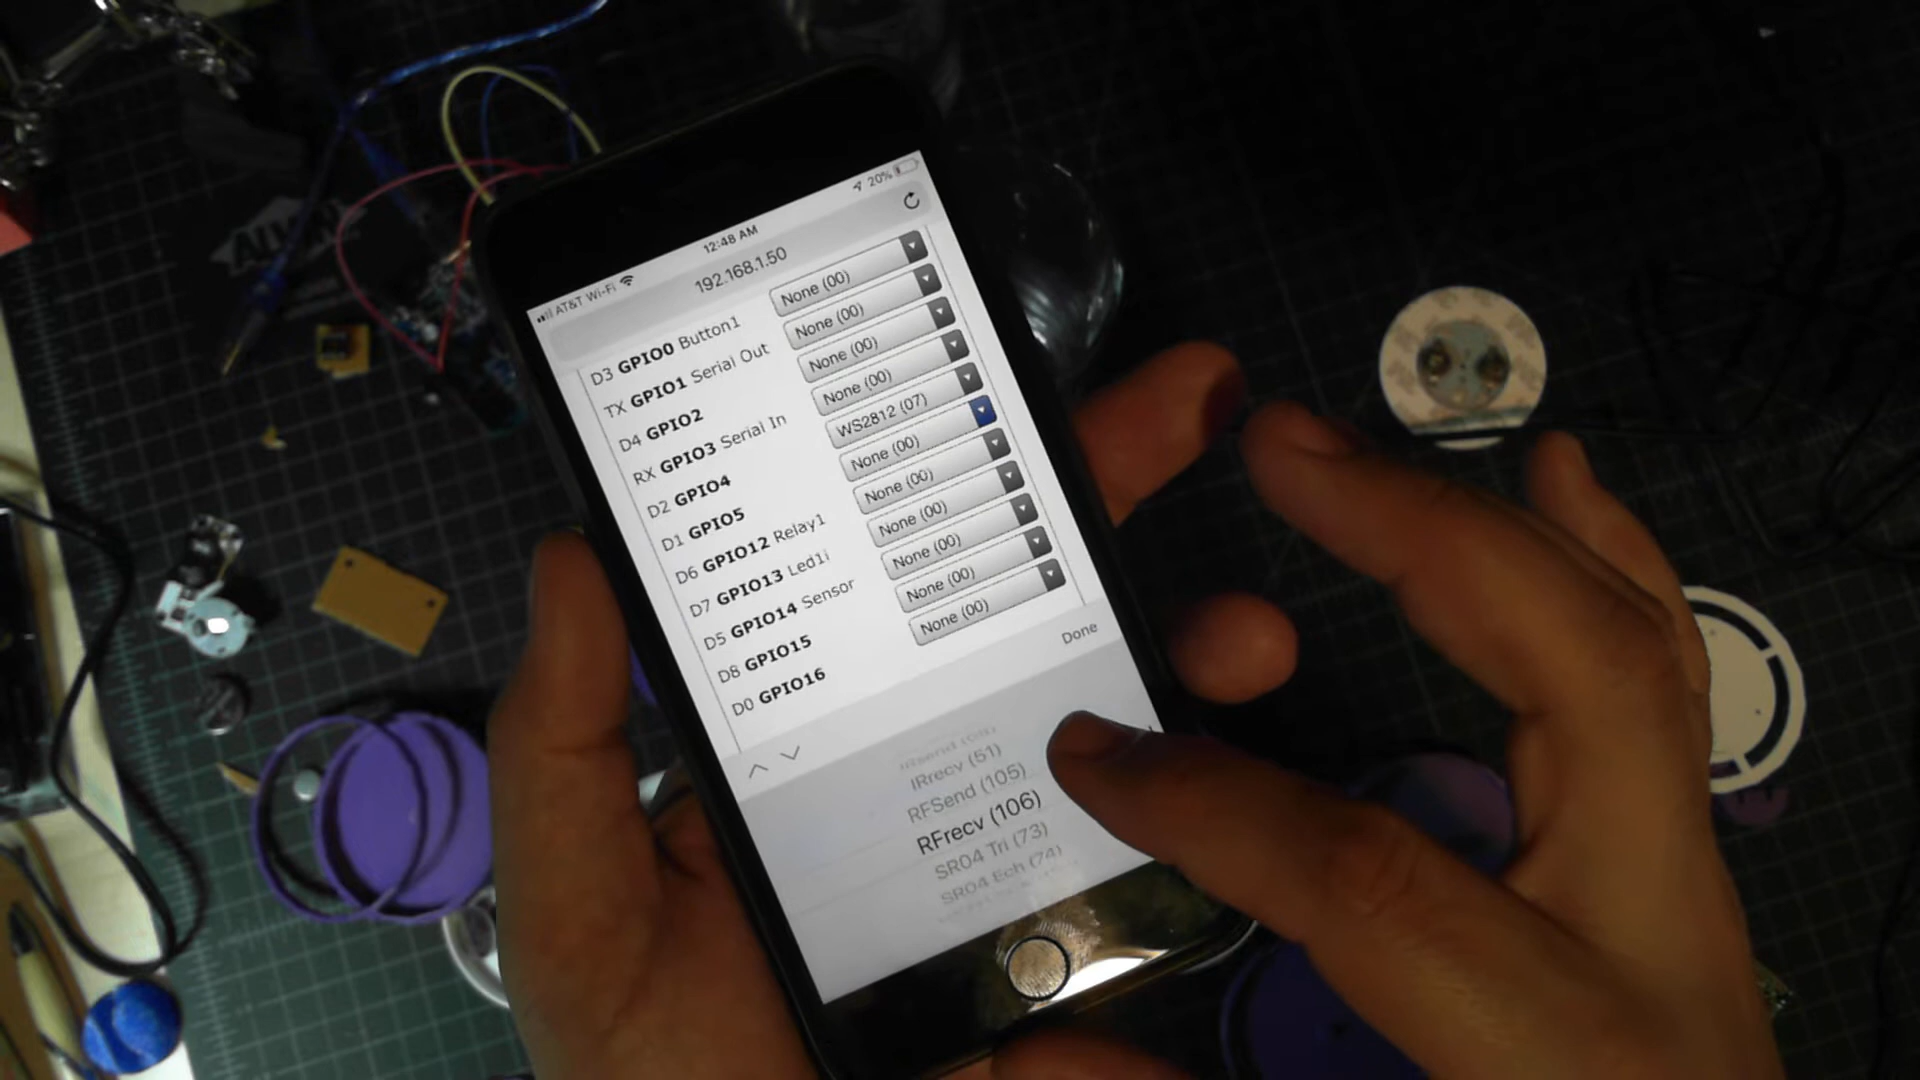 AT&T Wi-Fi 12:48 AM 20%
192.168.1.50
D3 GPIO0 Button1 None (00)
TX GPIO1 Serial Out None (00)
D4 GPIO2 None (00)
RX GPIO3 Serial In None (00)
D2 GPIO4 WS2812 (07)
D1 GPIO5 None (00)
D6 GPIO12 Relay1 None (00)
D7 GPIO13 Led1i None (00)
D5 GPIO14 Sensor None (00)
D8 GPIO15 None (00)
D0 GPIO16 None (00)
Done
IRrecv (51)
RFSend (105)
RFrecv (106)
SR04 Tri (73)
SR04 Ech (74)